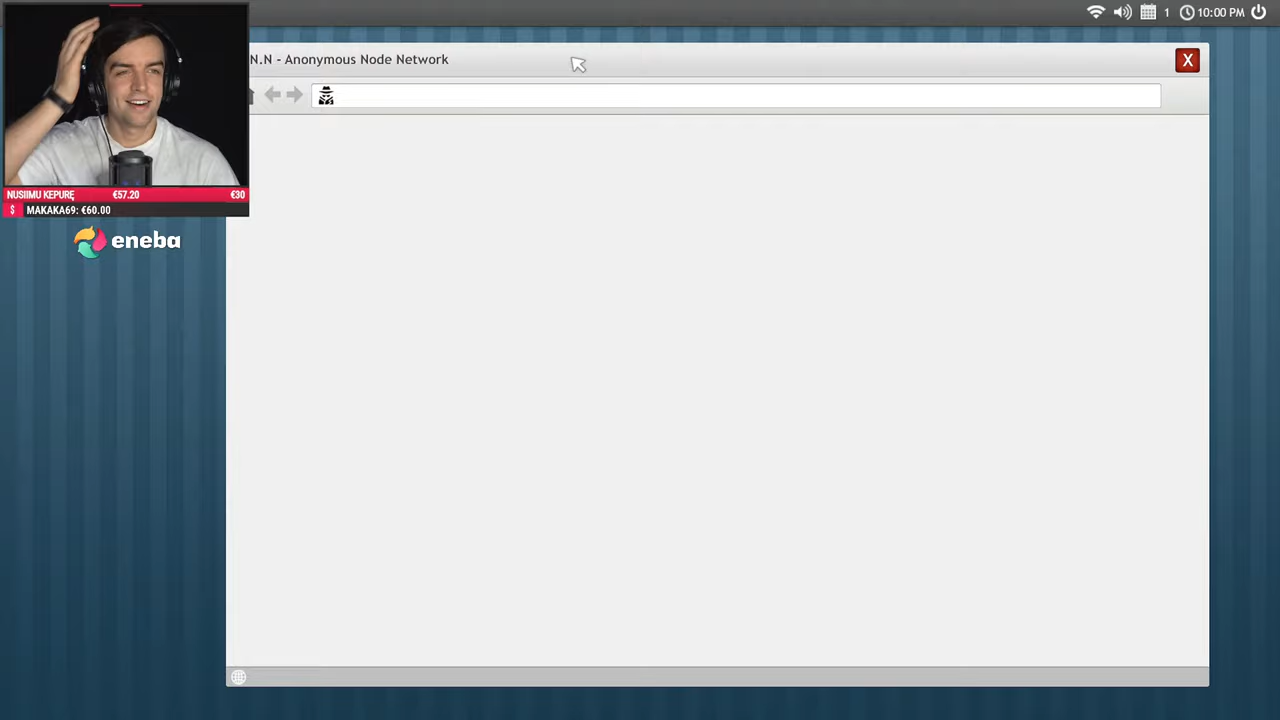 1
10:00 PM
N.N - Anonymous Node Network
X
NUSIIMU KEPURĘ €57.20 €30
$ MAKAKA69: €60.00
eneba